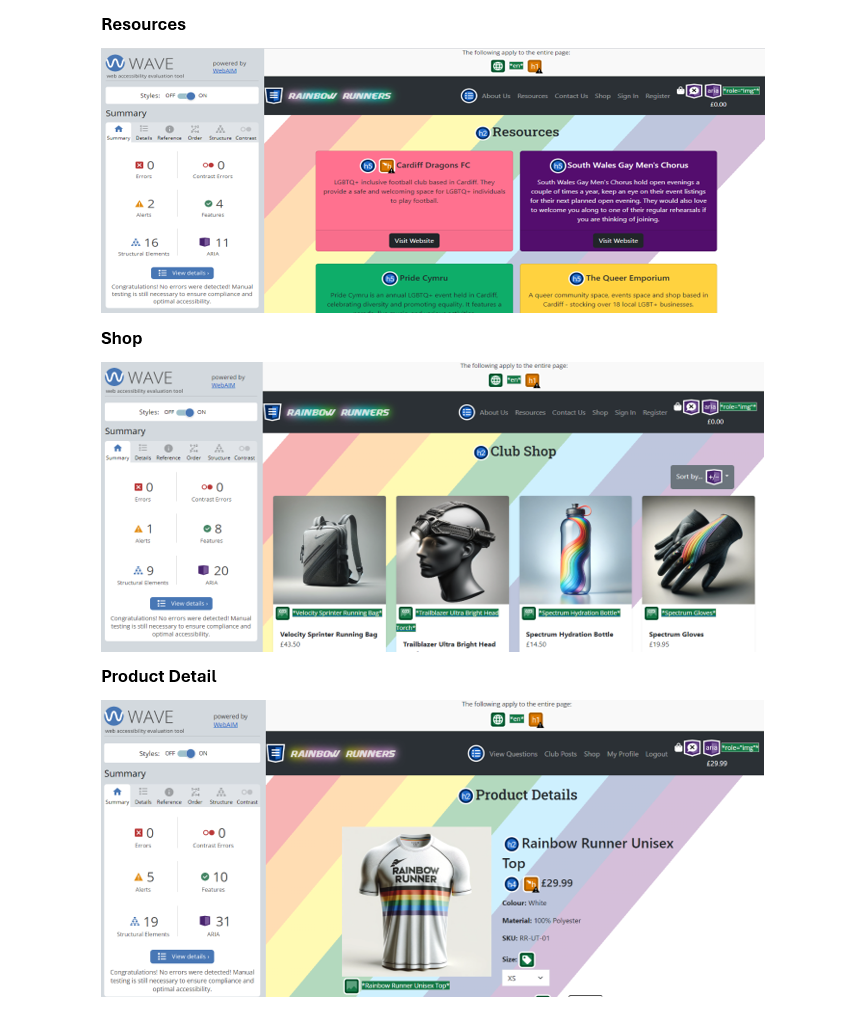 Resources
WAVE
web accessibility evaluation tool
powered by
WebAIM
Styles: OFF ON
Summary
Summary Details Reference Order Structure Contrast
0 Errors
0 Contrast Errors
2 Alerts
4 Features
16 Structural Elements
11 ARIA
View details ›
Congratulations! No errors were detected! Manual
testing is still necessary to ensure compliance and
optimal accessibility.
The following apply to the entire page:
*en* h1
RAINBOW RUNNERS
About Us Resources Contact Us Shop Sign In Register aria *role="img"*
£0.00
h2 Resources
h5 Cardiff Dragons FC
LGBTQ+ inclusive football club based in Cardiff. They
provide a safe and welcoming space for LGBTQ+ individuals
to play football.
Visit Website
h5 South Wales Gay Men's Chorus
South Wales Gay Men's Chorus hold open evenings a
couple of times a year, keep an eye on their event listings
for their next planned open evening. They would also love
to welcome you along to one of their regular rehearsals if
you are thinking of joining.
Visit Website
h5 Pride Cymru
Pride Cymru is an annual LGBTQ+ event held in Cardiff,
celebrating diversity and promoting equality. It features a
h5 The Queer Emporium
A queer community space, events space and shop based in
Cardiff - stocking over 18 local LGBT+ businesses.
Shop
WAVE
web accessibility evaluation tool
powered by
WebAIM
Styles: OFF ON
Summary
Summary Details Reference Order Structure Contrast
0 Errors
0 Contrast Errors
1 Alerts
8 Features
9 Structural Elements
20 ARIA
View details ›
Congratulations! No errors were detected! Manual
testing is still necessary to ensure compliance and
optimal accessibility.
The following apply to the entire page:
*en* h1
RAINBOW RUNNERS
About Us Resources Contact Us Shop Sign In Register aria *role="img"*
£0.00
h2 Club Shop
Sort by... +/-
*Velocity Sprinter Running Bag*
Velocity Sprinter Running Bag
£43.50
*Trailblazer Ultra Bright Head
Torch*
Trailblazer Ultra Bright Head
*Spectrum Hydration Bottle*
Spectrum Hydration Bottle
£14.50
*Spectrum Gloves*
Spectrum Gloves
£19.95
Product Detail
WAVE
web accessibility evaluation tool
powered by
WebAIM
Styles: OFF ON
Summary
Summary Details Reference Order Structure Contrast
0 Errors
0 Contrast Errors
5 Alerts
10 Features
19 Structural Elements
31 ARIA
View details ›
Congratulations! No errors were detected! Manual
testing is still necessary to ensure compliance and
optimal accessibility.
The following apply to the entire page:
*en* h1
RAINBOW RUNNERS
View Questions Club Posts Shop My Profile Logout aria *role="img"*
£29.99
h2 Product Details
RAINBOW
RUNNER
*Rainbow Runner Unisex Top*
h2 Rainbow Runner Unisex
Top
h4 £29.99
Colour: White
Material: 100% Polyester
SKU: RR-UT-01
Size:
XS